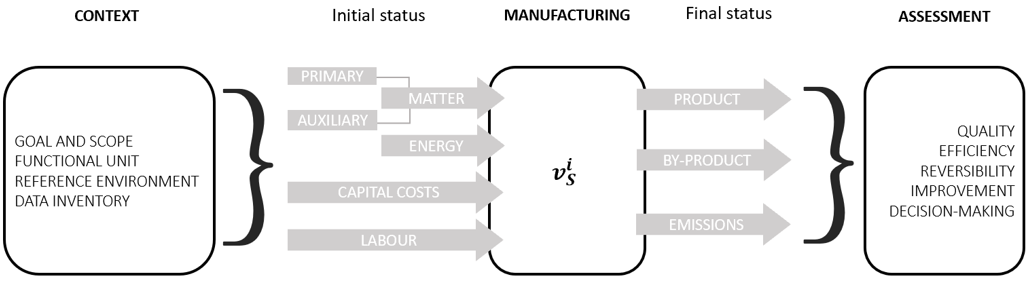 CONTEXT
Initial status
MANUFACTURING
Final status
ASSESSMENT
GOAL AND SCOPE
FUNCTIONAL UNIT
REFERENCE ENVIRONMENT
DATA INVENTORY
PRIMARY
MATTER
AUXILIARY
ENERGY
CAPITAL COSTS
LABOUR
v_S^i
PRODUCT
BY-PRODUCT
EMISSIONS
QUALITY
EFFICIENCY
REVERSIBILITY
IMPROVEMENT
DECISION-MAKING